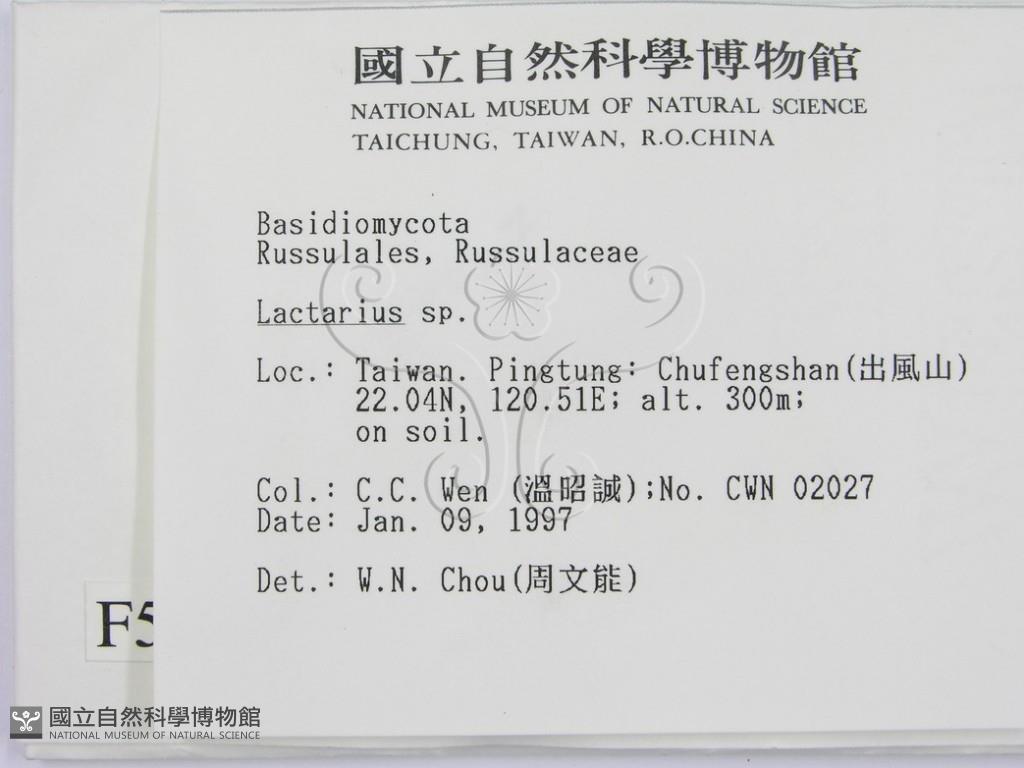 國立自然科學博物館
NATIONAL MUSEUM OF NATURAL SCIENCE
TAICHUNG, TAIWAN, R.O.CHINA
Basidiomycota
Russulales, Russulaceae
Lactarius sp.
Loc.: Taiwan. Pingtung: Chufengshan(出風山)
22.04N, 120.51E; alt. 300m;
on soil.
Col.: C.C. Wen (溫昭誠);No. CWN 02027
Date: Jan. 09, 1997
Det.: W.N. Chou(周文能)
F5
國立自然科學博物館
NATIONAL MUSEUM OF NATURAL SCIENCE